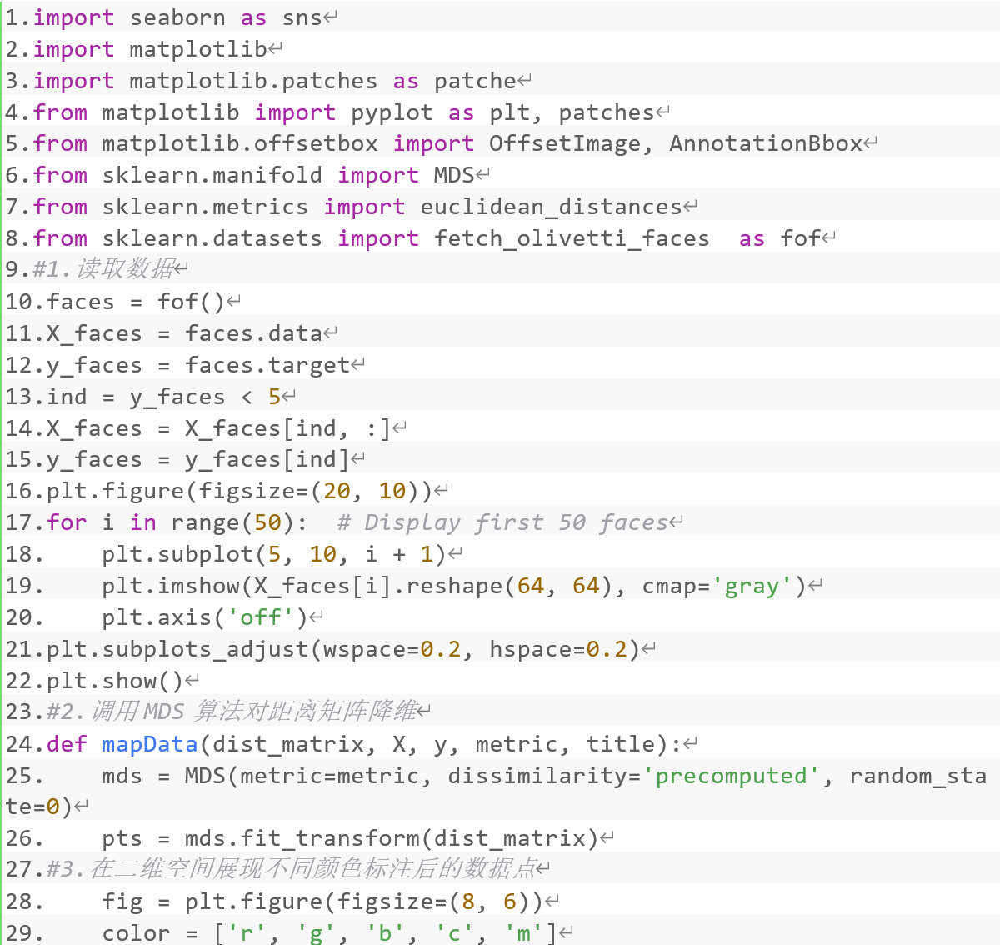 1.import seaborn as sns↵
2.import matplotlib↵
3.import matplotlib.patches as patche↵
4.from matplotlib import pyplot as plt, patches↵
5.from matplotlib.offsetbox import OffsetImage, AnnotationBbox↵
6.from sklearn.manifold import MDS↵
7.from sklearn.metrics import euclidean_distances↵
8.from sklearn.datasets import fetch_olivetti_faces  as fof↵
9.#1.读取数据↵
10.faces = fof()↵
11.X_faces = faces.data↵
12.y_faces = faces.target↵
13.ind = y_faces < 5↵
14.X_faces = X_faces[ind, :]↵
15.y_faces = y_faces[ind]↵
16.plt.figure(figsize=(20, 10))↵
17.for i in range(50):  # Display first 50 faces↵
18.    plt.subplot(5, 10, i + 1)↵
19.    plt.imshow(X_faces[i].reshape(64, 64), cmap='gray')↵
20.    plt.axis('off')↵
21.plt.subplots_adjust(wspace=0.2, hspace=0.2)↵
22.plt.show()↵
23.#2.调用 MDS 算法对距离矩阵降维↵
24.def mapData(dist_matrix, X, y, metric, title):↵
25.    mds = MDS(metric=metric, dissimilarity='precomputed', random_sta
te=0)↵
26.    pts = mds.fit_transform(dist_matrix)↵
27.#3.在二维空间展现不同颜色标注后的数据点↵
28.    fig = plt.figure(figsize=(8, 6))↵
29.    color = ['r', 'g', 'b', 'c', 'm']↵